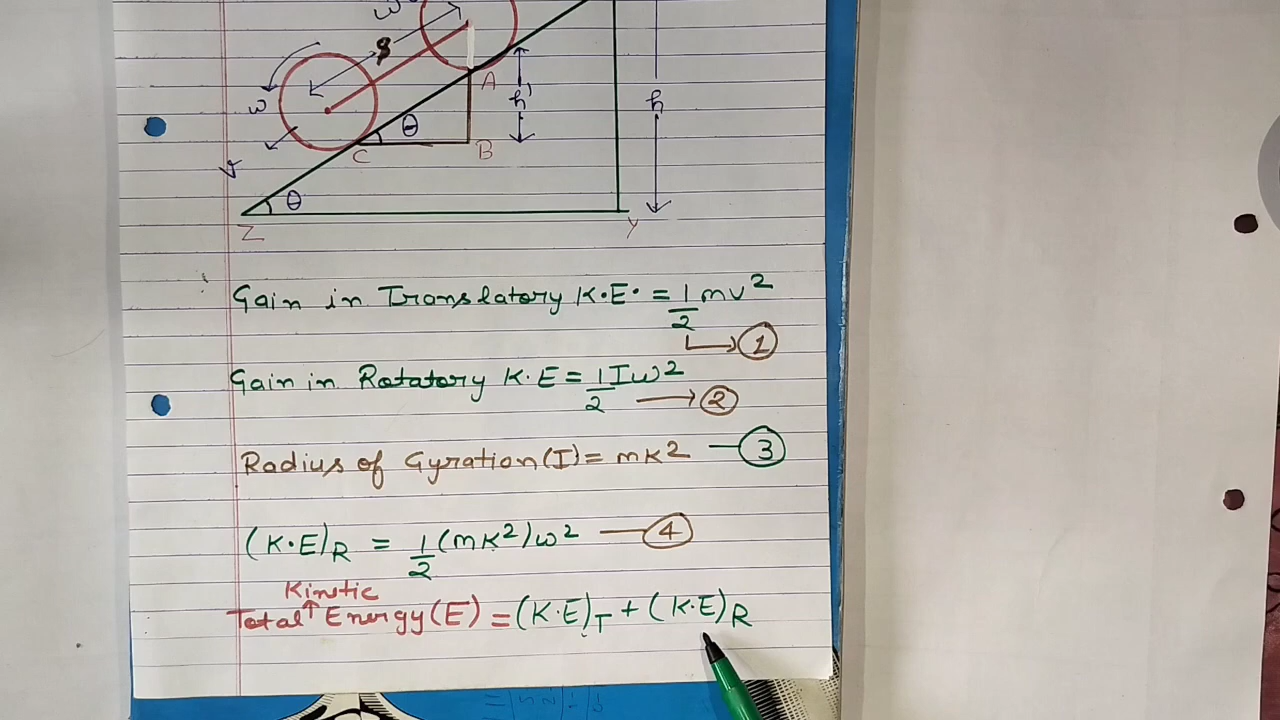 ω
S
A
h'
h
ω
θ
C
B
v
θ
Z
Y
Gain in Translatory K.E. = 1/2 mv²
→ ①
Gain in Rotatory K.E = 1/2 Iω² → ②
Radius of Gyration (I) = mK² — ③
(K.E)R = 1/2 (mK²)ω² — ④
Kinetic
Total ↑ Energy (E) = (K.E)T + (K.E)R